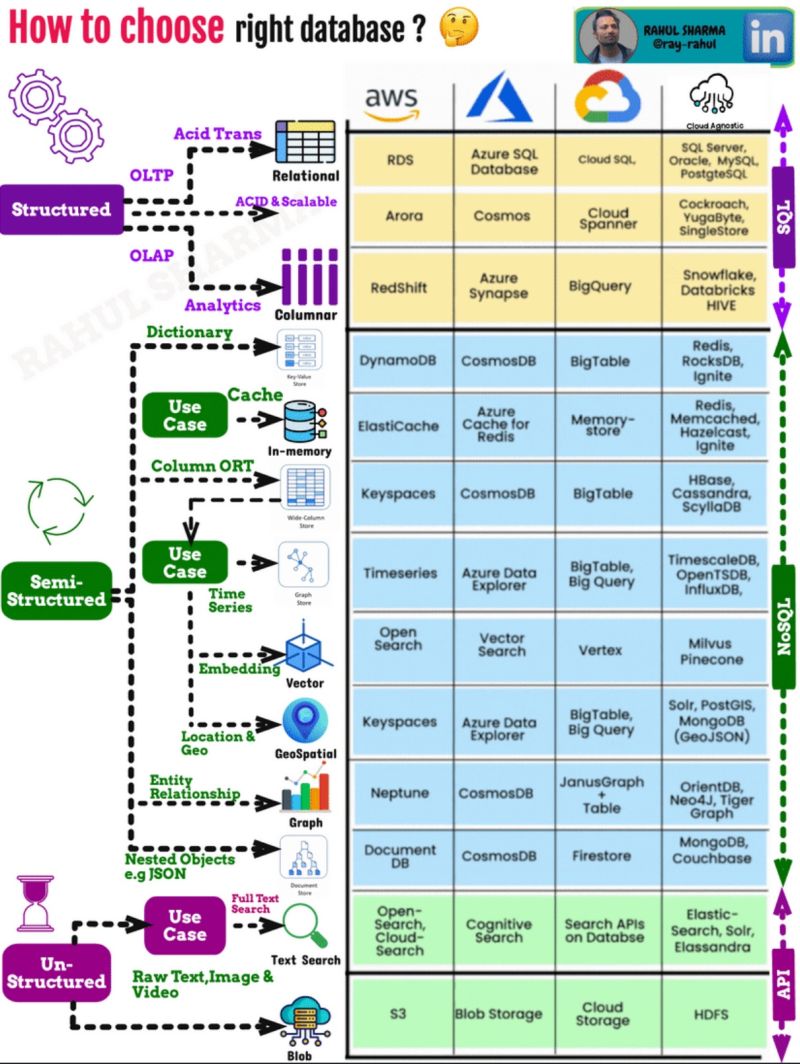 How to choose right database ?
RAHUL SHARMA
@ray-rahul
in
aws
Cloud Agnostic
Structured
OLTP
Acid Trans
Relational
ACID & Scalable
OLAP
Analytics
Columnar
RDS
Azure SQL
Database
Cloud SQL,
SQL Server,
Oracle, MySQL,
PostgteSQL
Arora
Cosmos
Cloud
Spanner
Cockroach,
YugaByte,
SingleStore
RedShift
Azure
Synapse
BigQuery
Snowflake,
Databricks
HIVE
SQL
RAHUL SHARMA
Semi-
Structured
Dictionary
Key-Value
Store
DynamoDB
CosmosDB
BigTable
Redis,
RocksDB,
Ignite
Use
Case
Cache
In-memory
ElastiCache
Azure
Cache for
Redis
Memory-
store
Redis,
Memcached,
Hazelcast,
Ignite
Column ORT
Wide-Column
Store
Keyspaces
CosmosDB
BigTable
HBase,
Cassandra,
ScyllaDB
Use
Case
Time
Series
Graph
Store
Timeseries
Azure Data
Explorer
BigTable,
Big Query
TimescaleDB,
OpenTSDB,
InfluxDB,
Embedding
Vector
Open
Search
Vector
Search
Vertex
Milvus
Pinecone
Location &
Geo
GeoSpatial
Keyspaces
Azure Data
Explorer
BigTable,
Big Query
Solr, PostGIS,
MongoDB
(GeoJSON)
Entity
Relationship
Graph
Neptune
CosmosDB
JanusGraph
+
Table
OrientDB,
Neo4J, Tiger
Graph
Nested Objects
e.g JSON
Document
Store
Document
DB
CosmosDB
Firestore
MongoDB,
Couchbase
NoSQL
Un-
Structured
Use
Case
Full Text
Search
Text Search
Open-
Search,
Cloud-
Search
Cognitive
Search
Search APIs
on Databse
Elastic-
Search, Solr,
Elassandra
Raw Text,Image &
Video
Blob
S3
Blob Storage
Cloud
Storage
HDFS
API